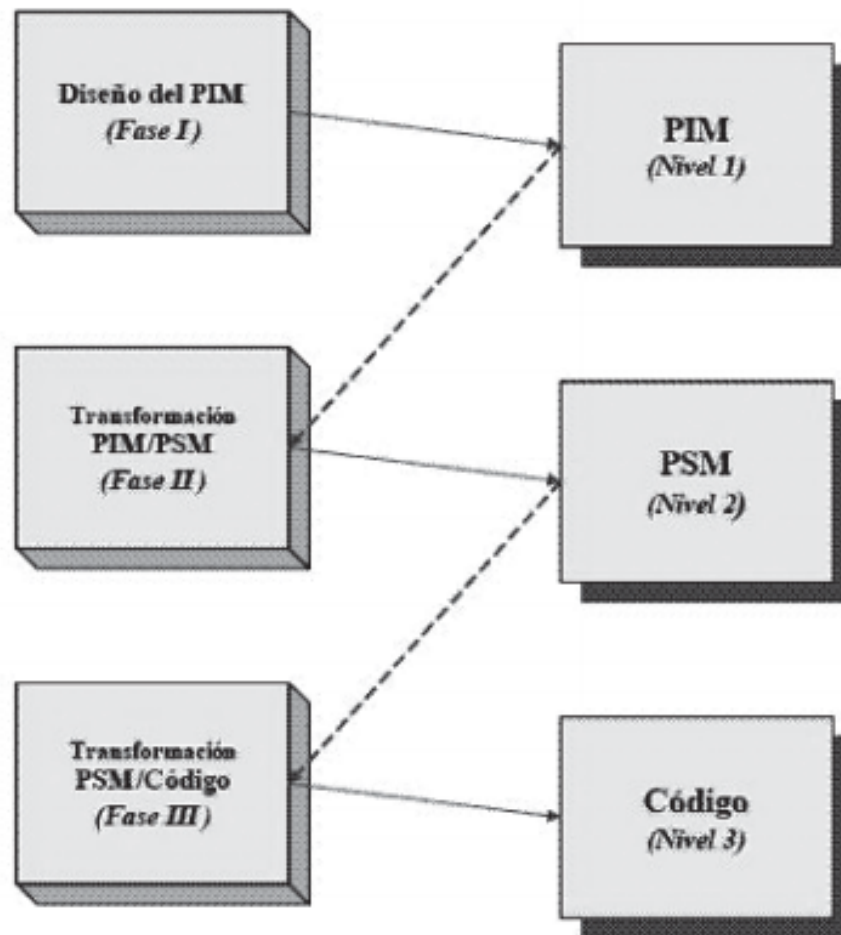 Diseño del PIM
(Fase I)
PIM
(Nivel 1)
Transformación
PIM/PSM
(Fase II)
PSM
(Nivel 2)
Transformación
PSM/Código
(Fase III)
Código
(Nivel 3)